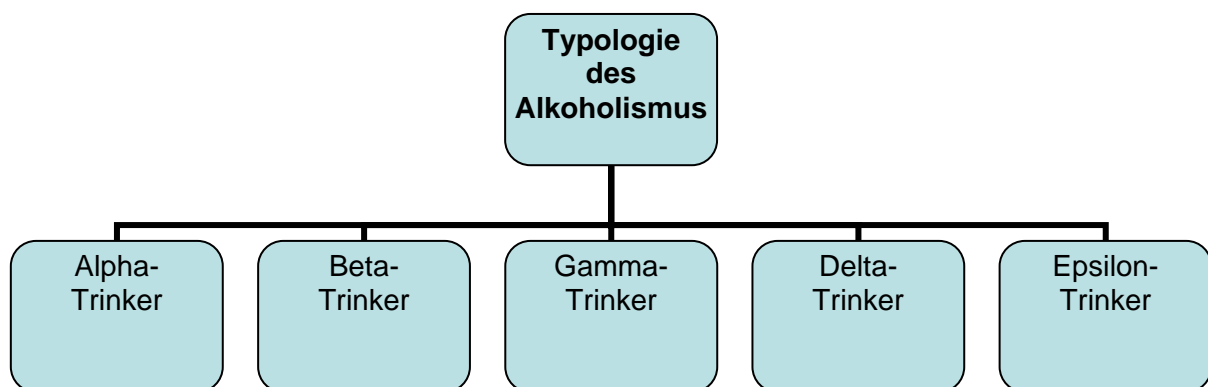 Typologie
des
Alkoholismus
Alpha-
Trinker
Beta-
Trinker
Gamma-
Trinker
Delta-
Trinker
Epsilon-
Trinker